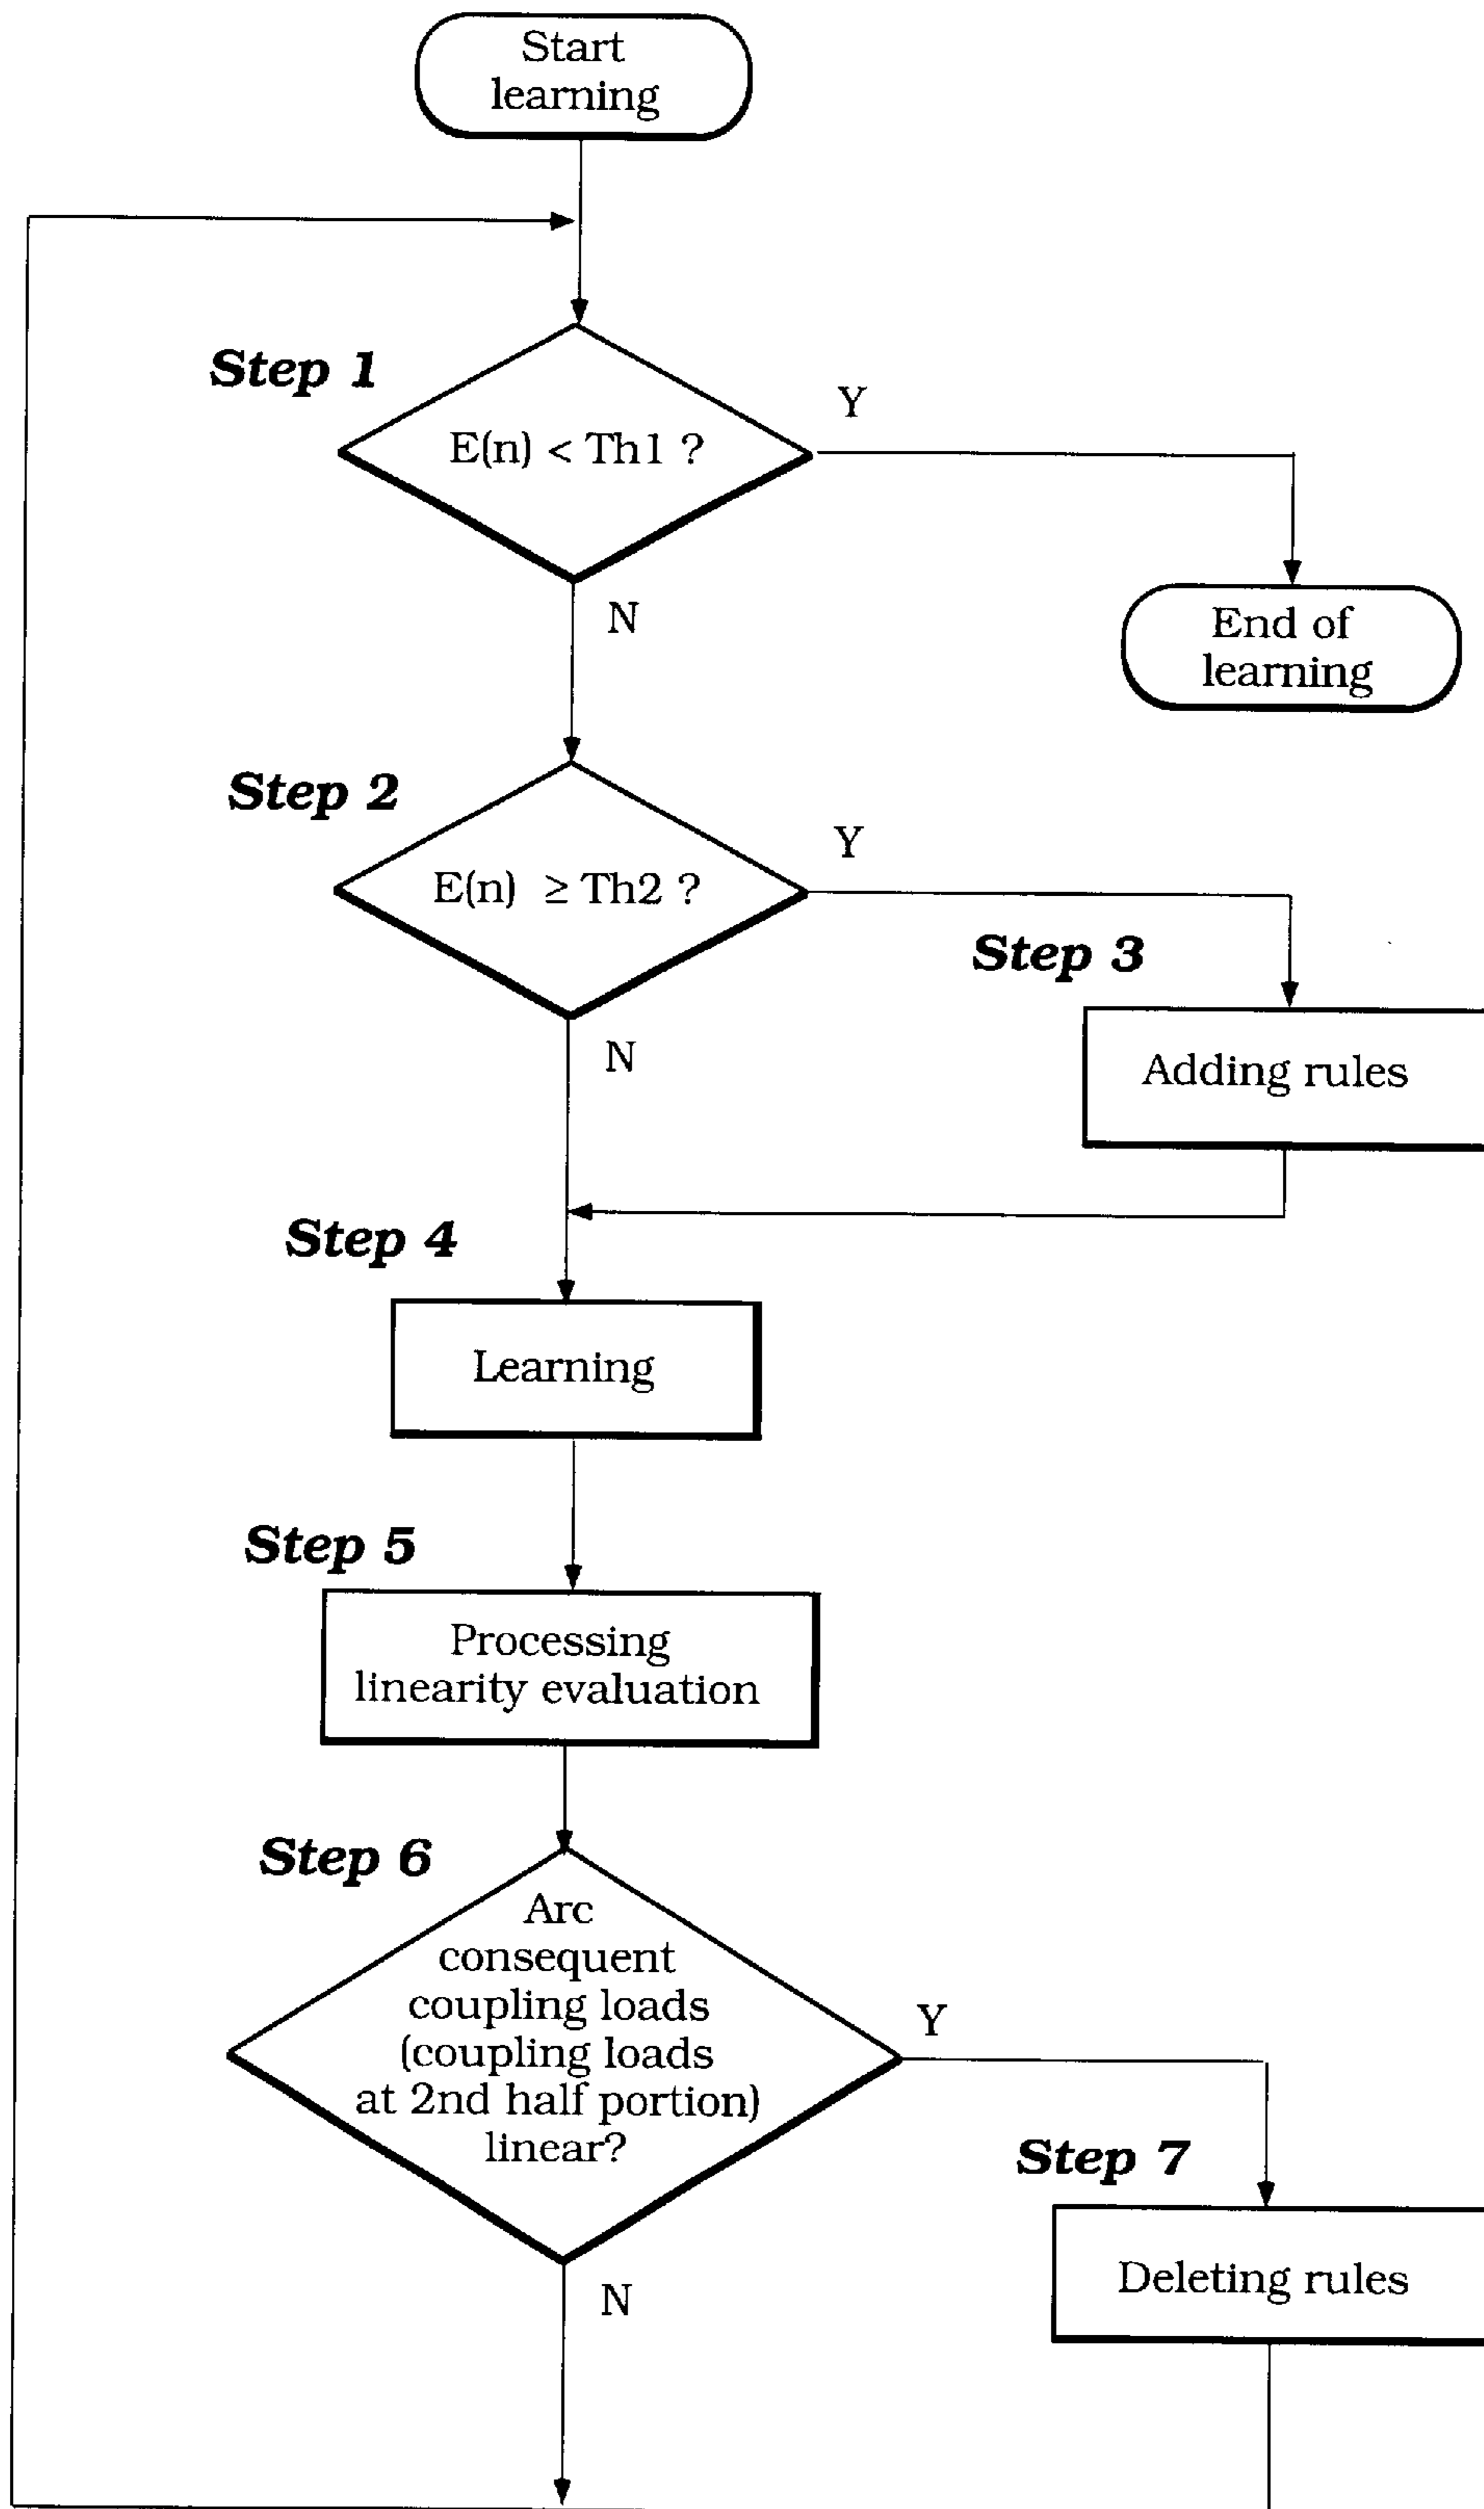 Start
learning
Step 1
Y
E(n) < Th1 ?
N
End of
learning
Step 2
Y
E(n) ≥ Th2 ?
Step 3
N
Adding rules
Step 4
Learning
Step 5
Processing
linearity evaluation
Step 6
Arc
consequent
coupling loads
(coupling loads
at 2nd half portion)
linear?
Y
Step 7
Deleting rules
N